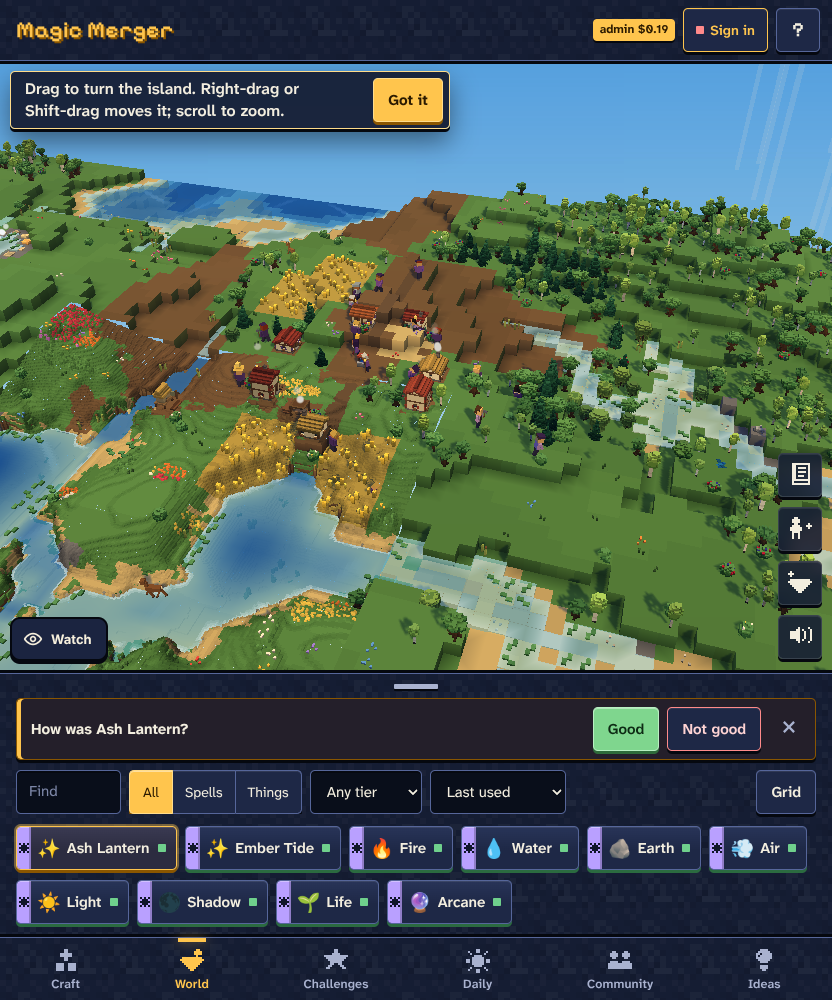 Magic Merger
admin $0.19
Sign in
?
Drag to turn the island. Right-drag or
Shift-drag moves it; scroll to zoom.
Got it
Watch
How was Ash Lantern?
Good
Not good
Find
All
Spells
Things
Any tier
Last used
Grid
Ash Lantern
Ember Tide
Fire
Water
Earth
Air
Light
Shadow
Life
Arcane
Craft
World
Challenges
Daily
Community
Ideas